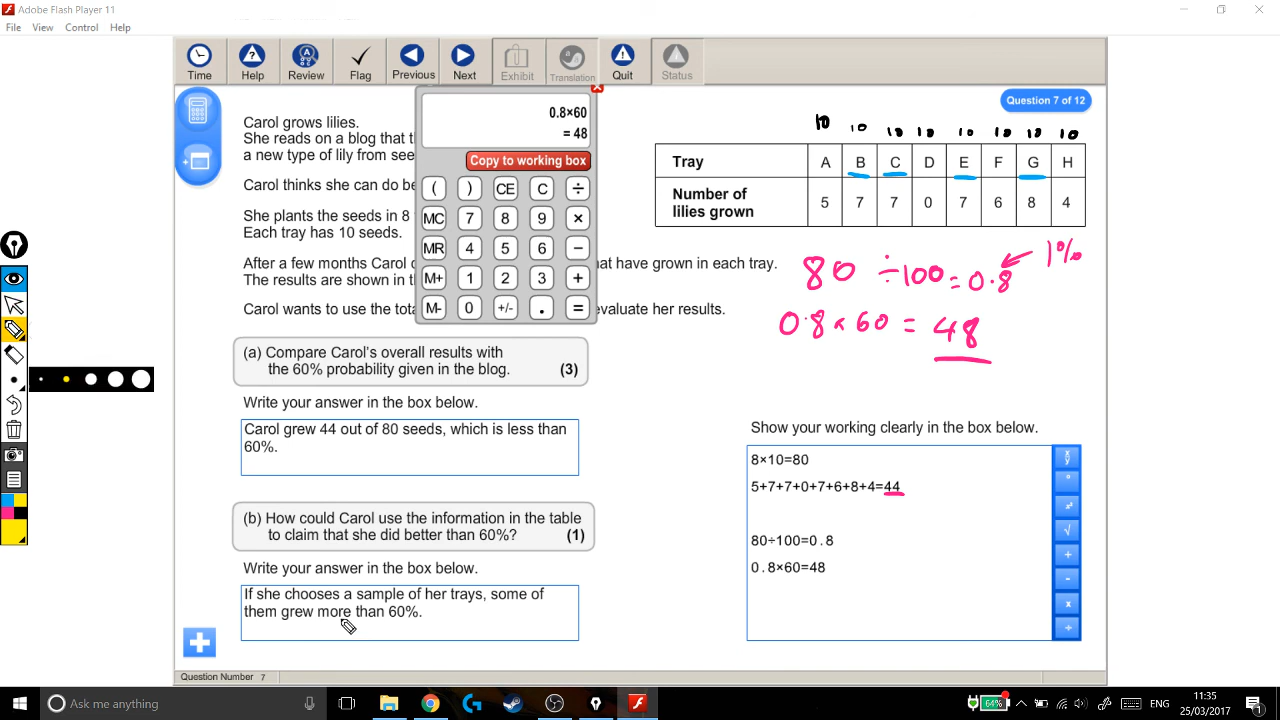 Adobe Flash Player 11
File View Control Help
Time Help Review Flag Previous Next Exhibit Translation Quit Status
Question 7 of 12
Carol grows lilies.
She reads on a blog that
a new type of lily from
Carol thinks she can do
She plants the seeds in 8
Each tray has 10 seeds.
After a few months Carol that have grown in each tray.
The results are shown in
Carol wants to use the evaluate her results.
0.8×60
= 48
Copy to working box
( ) CE C ÷
MC 7 8 9 ×
MR 4 5 6 −
M+ 1 2 3 +
M- 0 +/- . =
10 10 10 10 10 10 10 10
Tray A B C D E F G H
Number of
lilies grown 5 7 7 0 7 6 8 4
80 ÷100 = 0.8 1%
0.8 × 60 = 48
(a) Compare Carol's overall results with
the 60% probability given in the blog. (3)
Write your answer in the box below.
Carol grew 44 out of 80 seeds, which is less than
60%.
(b) How could Carol use the information in the table
to claim that she did better than 60%? (1)
Write your answer in the box below.
If she chooses a sample of her trays, some of
them grew more than 60%.
Show your working clearly in the box below.
8×10=80
5+7+7+0+7+6+8+4=44
80÷100=0.8
0.8×60=48
x/y
°
x²
√
+
-
x
÷
Question Number 7
Ask me anything
64%
ENG
11:35
25/03/2017
1